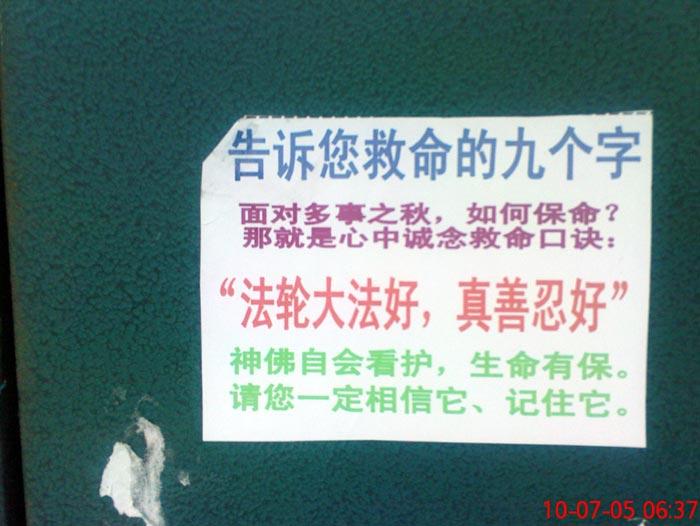 告诉您救命的九个字
面对多事之秋，如何保命？
那就是心中诚念救命口诀：
“法轮大法好，真善忍好”
神佛自会看护，生命有保。
请您一定相信它、记住它。
10-07-05 06:37